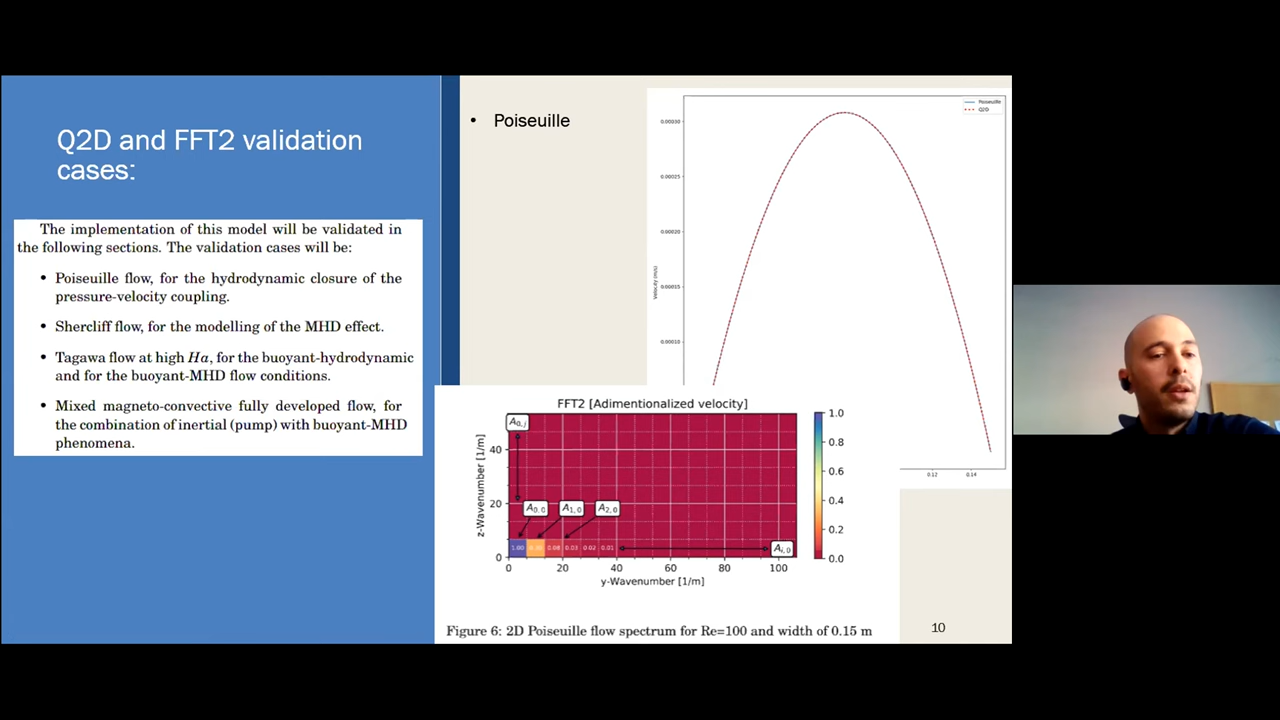 Q2D and FFT2 validation
cases:
The implementation of this model will be validated in
the following sections. The validation cases will be:
• Poiseuille flow, for the hydrodynamic closure of the
pressure-velocity coupling.
• Shercliff flow, for the modelling of the MHD effect.
• Tagawa flow at high Ha, for the buoyant-hydrodynamic
and for the buoyant-MHD flow conditions.
• Mixed magneto-convective fully developed flow, for
the combination of inertial (pump) with buoyant-MHD
phenomena.
• Poiseuille
Poiseuille
Q2D
0.00030
0.00025
0.00020
0.00015
0.00010
0.12
0.14
FFT2 [Adimentionalized velocity]
A0,j
A0,0
A1,0
A2,0
Ai,0
1.00
0.08
0.03
0.02
0.01
z-Wavenumber [1/m]
40
20
0
0 20 40 60 80 100
y-Wavenumber [1/m]
1.0
0.8
0.6
0.4
0.2
0.0
Figure 6: 2D Poiseuille flow spectrum for Re=100 and width of 0.15 m
10